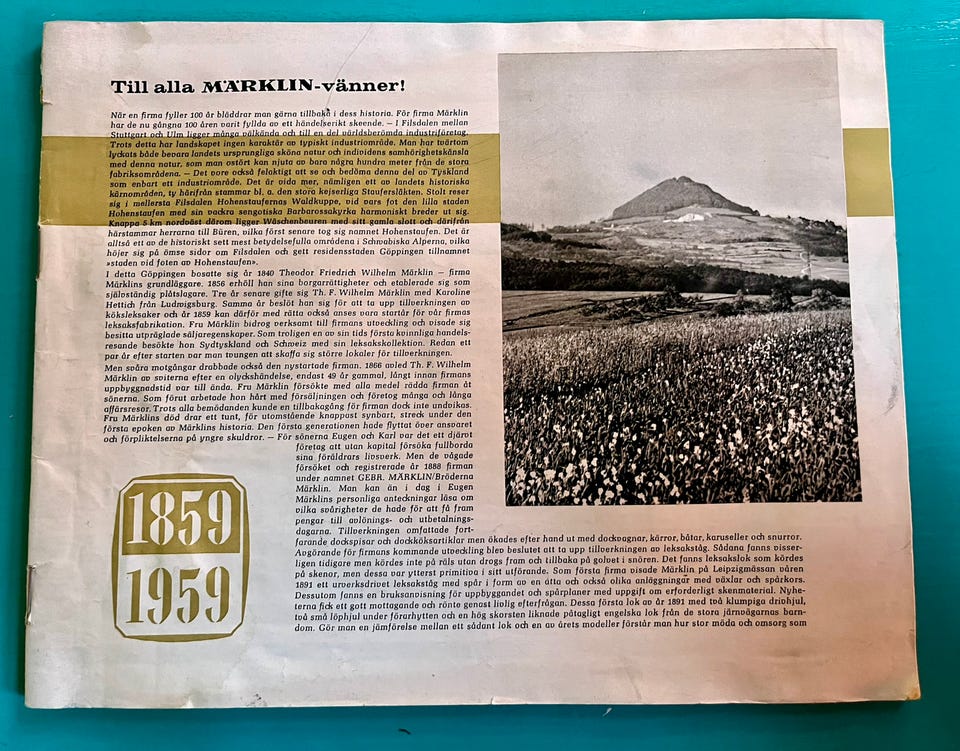 Till alla MÄRKLIN-vänner!
När en firma fyller 100 år bläddrar man gärna tillbaka i dess historia. För firma Märklin
har de nu gångna 100 åren varit fyllda av ett händelserikt skeende. — I Filsdalen mellan
Stuttgart och Ulm ligger många välkända och till en del världsberömda industriföretag.
Trots detta har landskapet ingen karaktär av typiskt industriområde. Man har tvärtom
lyckats både bevara landets ursprungliga sköna natur och individens samhörighetskänsla
med denna natur, som man ostört kan njuta av bara några hundra meter från de stora
fabriksområdena. — Det vore också felaktigt att se och bedöma denna del av Tyskland
som enbart ett industriområde. Det är vida mer, nämligen ett av landets historiska
kärnområden, ty härifrån stammar bl. a. den stora kejserliga Staufersläkten. Stolt reser
sig i mellersta Filsdalen Hohenstaufernas Waldkuppe, vid vars fot den lilla staden
Hohenstaufen med sin vackra sengotiska Barbarossakyrka harmoniskt breder ut sig.
Knappa 5 km nordväst därom ligger Wäschenbeuren med sitt gamla slott och därifrån
härstammar herrarna till Büren, vilka först senare tog sig namnet Hohenstaufen. Det är
alltså ett av de historiskt sett mest betydelsefulla områdena i Schwabiska Alperna, vilka
höjer sig på ömse sidor om Filsdalen och gett residensstaden Göppingen tillnamnet
»staden vid foten av Hohenstaufen».
I detta Göppingen bosatte sig år 1840 Theodor Friedrich Wilhelm Märklin — firma
Märklins grundläggare. 1856 erhöll han sina borgarrättigheter och etablerade sig som
självständig plåtslagare. Tre år senare gifte sig Th. F. Wilhelm Märklin med Karoline
Hettich från Ludwigsburg. Samma år beslöt han sig för att ta upp tillverkningen av
köksleksaker och år 1859 kan därför med rätta också anses vara startår för vår firmas
leksaksfabrikation. Fru Märklin bidrog verksamt till firmans utveckling och visade sig
besitta utpräglade säljaregenskaper. Som troligen en av sin tids första kvinnliga handels-
resande besökte hon Sydtyskland och Schweiz med sin leksakskollektion. Redan ett
par år efter starten var man tvungen att skaffa sig större lokaler för tillverkningen.
Men svåra motgångar drabbade också den nystartade firman. 1866 avled Th. F. Wilhelm
Märklin av sviterna efter en olyckshändelse, endast 49 år gammal, långt innan firmans
uppbyggnadstid var till ända. Fru Märklin försökte med alla medel rädda firman åt
sönerna. Som förut arbetade hon hårt med försäljningen och företog många och långa
affärsresor. Trots alla bemödanden kunde en tillbakagång för firman dock inte undvikas.
Fru Märklins död drar ett tunt, för utomstående knappast synbart, streck under den
första epoken av Märklins historia. Den första generationen hade flyttat över ansvaret
och förpliktelserna på yngre skuldror. — För sönerna Eugen och Karl var det ett djärvt
företag att utan kapital försöka fullborda
sina föräldrars livsverk. Men de vågade
försöket och registrerade år 1888 firman
under namnet GEBR. MÄRKLIN/Bröderna
Märklin. Man kan än i dag i Eugen
Märklins personliga anteckningar läsa om
vilka svårigheter de hade för att få fram
pengar till avlönings- och utbetalnings-
dagarna. Tillverkningen omfattade fort-
farande dockspisar och dockköksartiklar men ökades efter hand ut med dockvagnar, kärror, båtar, karuseller och snurror.
Avgörande för firmans kommande utveckling blev beslutet att ta upp tillverkningen av leksakståg. Sådana fanns visser-
ligen tidigare men kördes inte på räls utan drogs fram och tillbaka på golvet i snören. Det fanns leksakslok som kördes
på skenor, men dessa var ytterst primitiva i sitt utförande. Som första firma visade Märklin på Leipzigmässan våren
1891 ett urverksdrivet leksakståg med spår i form av en åtta och också olika anläggningar med växlar och spårkors.
Dessutom fanns en bruksanvisning för uppbyggandet och spårplaner med uppgift om erforderligt skenmaterial. Nyhe-
terna fick ett gott mottagande och rönte genast livlig efterfrågan. Dessa första lok av år 1891 med två klumpiga drivhjul,
två små löphjul under förarhytten och en hög skorsten liknade påtagligt engelska lok från de stora järnvägarnas barn-
dom. Gör man en jämförelse mellan ett sådant lok och en av årets modeller förstår man hur stor möda och omsorg som
1859
1959